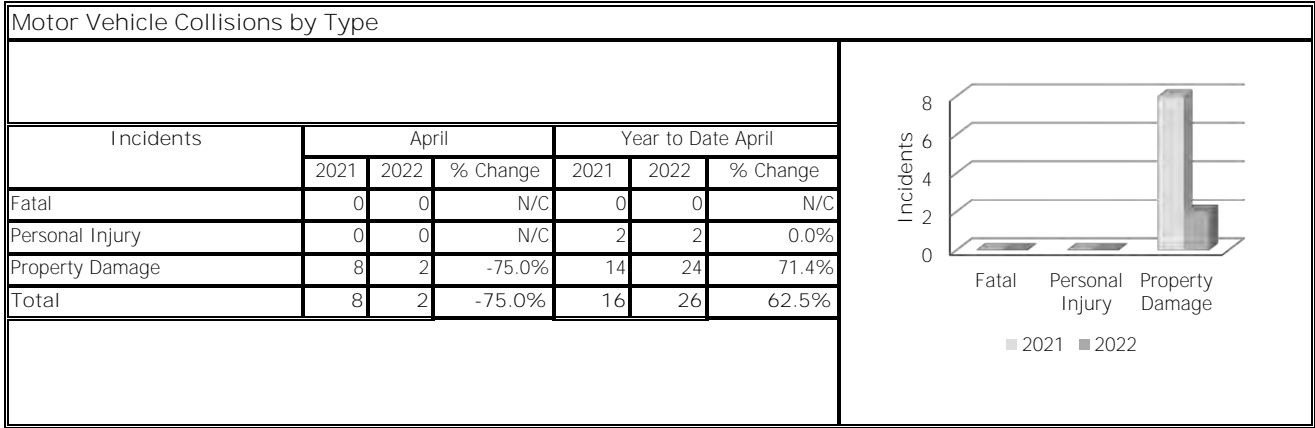 Motor Vehicle Collisions by Type
Incidents April Year to Date April
2021 2022 % Change 2021 2022 % Change
Fatal 0 0 N/C 0 0 N/C
Personal Injury 0 0 N/C 2 2 0.0%
Property Damage 8 2 -75.0% 14 24 71.4%
Total 8 2 -75.0% 16 26 62.5%
Incidents
8
6
4
2
0
Fatal Personal Property
Injury Damage
2021 2022